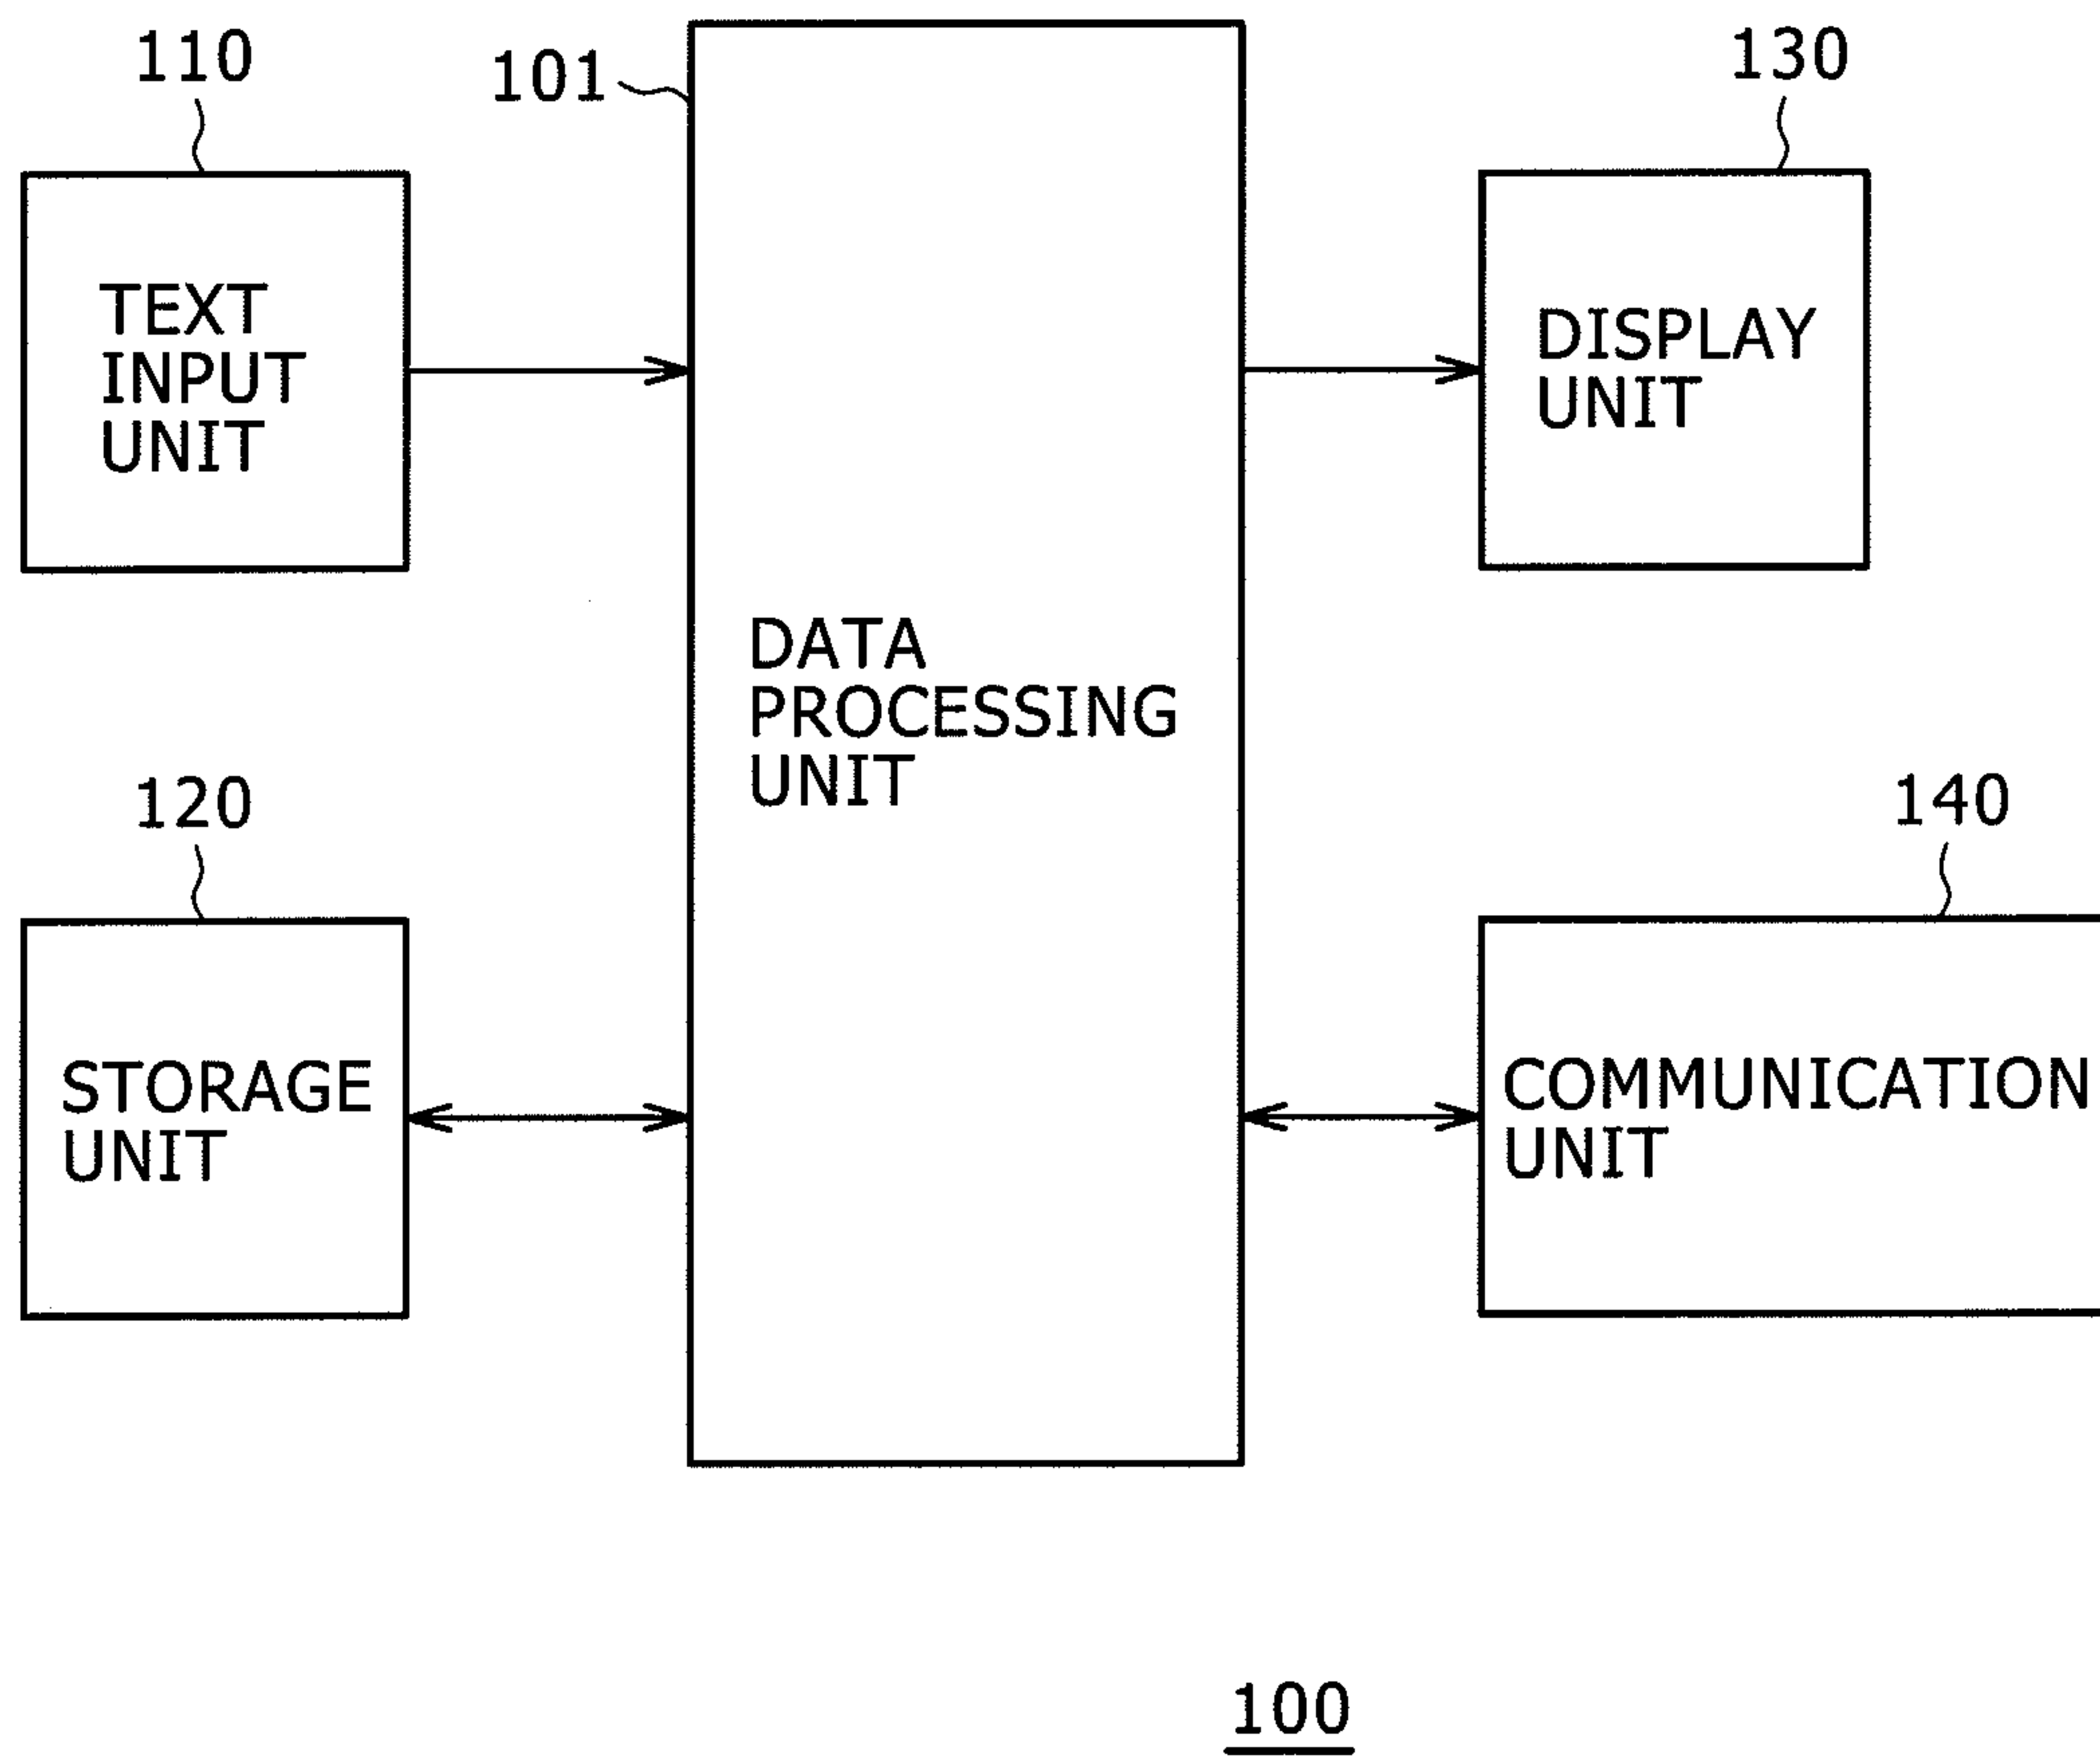 110
101
130
TEXT
INPUT
UNIT
DISPLAY
UNIT
DATA
PROCESSING
UNIT
120
140
STORAGE
UNIT
COMMUNICATION
UNIT
100